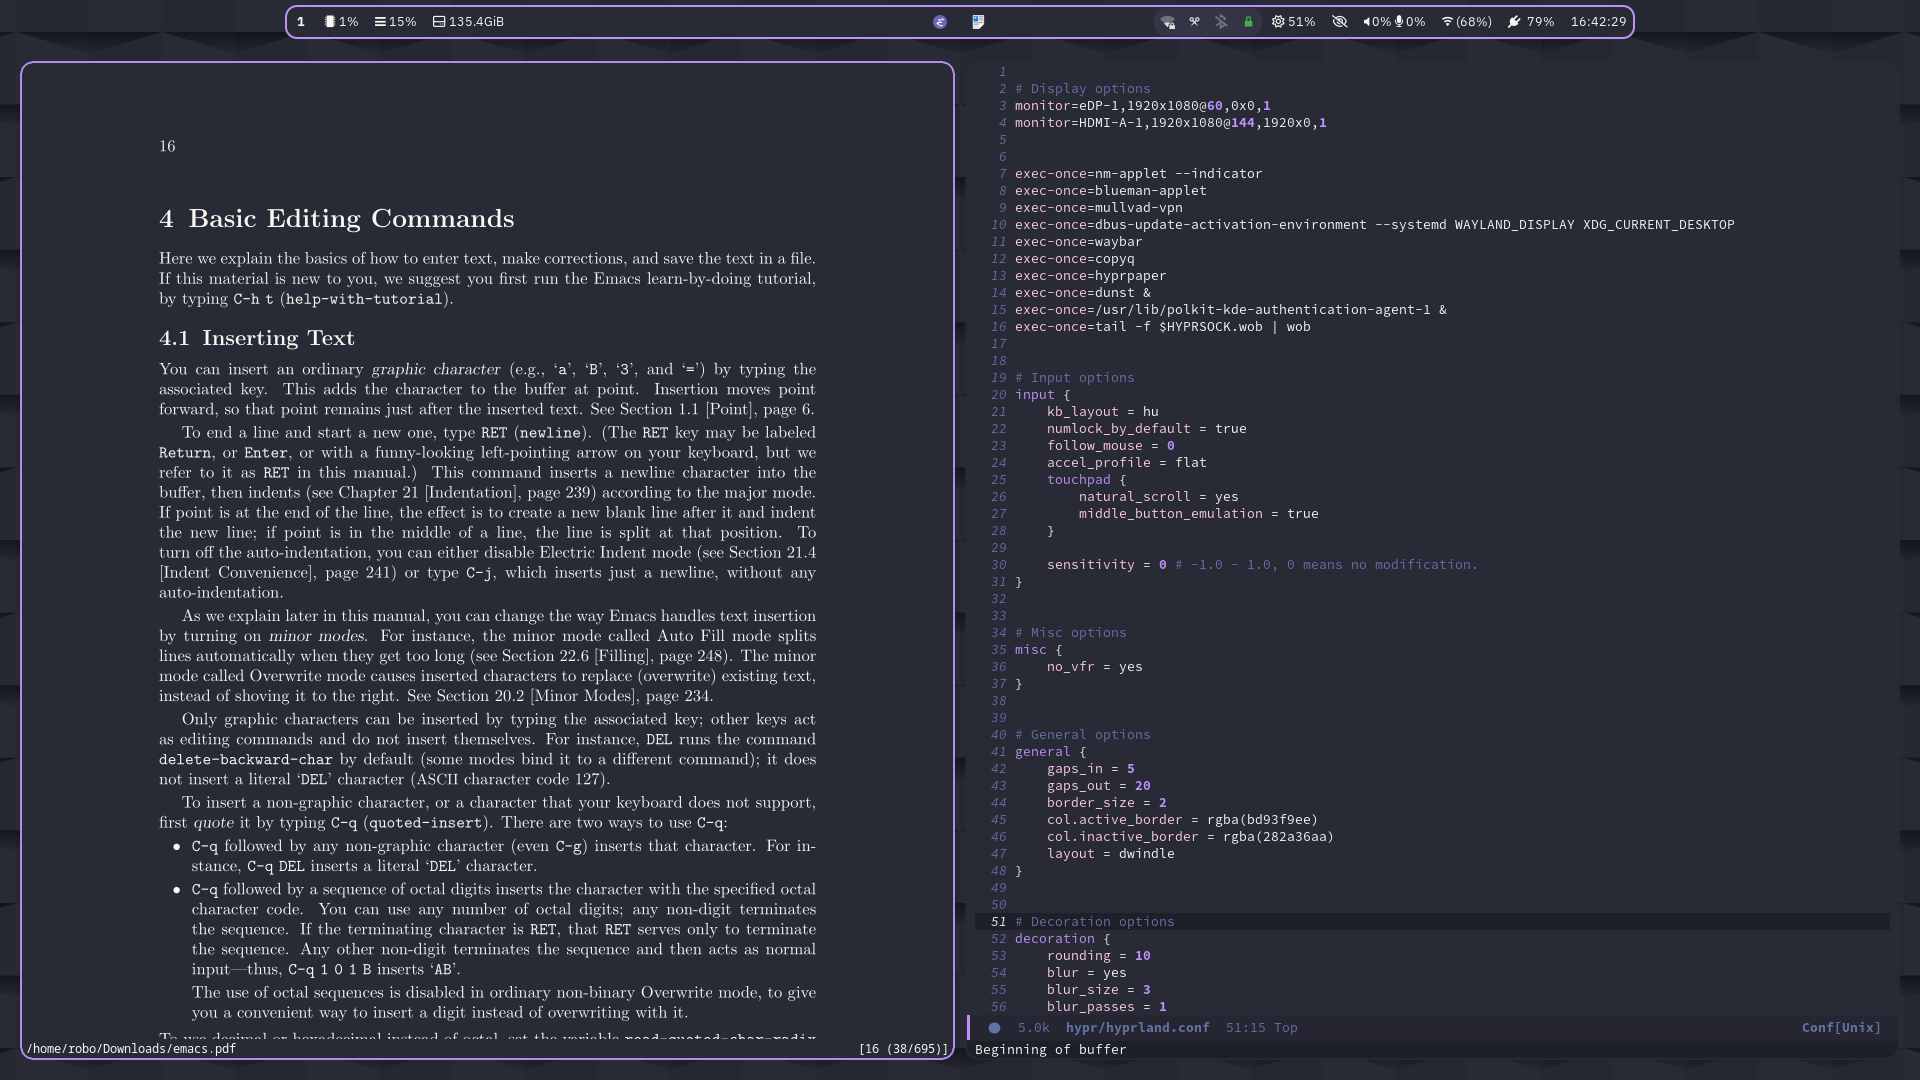 1 1% 15% 135.4GiB 51% 0% 0% (68%) 79% 16:42:29
16
4 Basic Editing Commands
Here we explain the basics of how to enter text, make corrections, and save the text in a file.
If this material is new to you, we suggest you first run the Emacs learn-by-doing tutorial,
by typing C-h t (help-with-tutorial).
4.1 Inserting Text
You can insert an ordinary graphic character (e.g., ‘a’, ‘B’, ‘3’, and ‘=’) by typing the
associated key. This adds the character to the buffer at point. Insertion moves point
forward, so that point remains just after the inserted text. See Section 1.1 [Point], page 6.
To end a line and start a new one, type RET (newline). (The RET key may be labeled
Return, or Enter, or with a funny-looking left-pointing arrow on your keyboard, but we
refer to it as RET in this manual.) This command inserts a newline character into the
buffer, then indents (see Chapter 21 [Indentation], page 239) according to the major mode.
If point is at the end of the line, the effect is to create a new blank line after it and indent
the new line; if point is in the middle of a line, the line is split at that position. To
turn off the auto-indentation, you can either disable Electric Indent mode (see Section 21.4
[Indent Convenience], page 241) or type C-j, which inserts just a newline, without any
auto-indentation.
As we explain later in this manual, you can change the way Emacs handles text insertion
by turning on minor modes. For instance, the minor mode called Auto Fill mode splits
lines automatically when they get too long (see Section 22.6 [Filling], page 248). The minor
mode called Overwrite mode causes inserted characters to replace (overwrite) existing text,
instead of shoving it to the right. See Section 20.2 [Minor Modes], page 234.
Only graphic characters can be inserted by typing the associated key; other keys act
as editing commands and do not insert themselves. For instance, DEL runs the command
delete-backward-char by default (some modes bind it to a different command); it does
not insert a literal ‘DEL’ character (ASCII character code 127).
To insert a non-graphic character, or a character that your keyboard does not support,
first quote it by typing C-q (quoted-insert). There are two ways to use C-q:
• C-q followed by any non-graphic character (even C-g) inserts that character. For in-
stance, C-q DEL inserts a literal ‘DEL’ character.
• C-q followed by a sequence of octal digits inserts the character with the specified octal
character code. You can use any number of octal digits; any non-digit terminates
the sequence. If the terminating character is RET, that RET serves only to terminate
the sequence. Any other non-digit terminates the sequence and then acts as normal
input—thus, C-q 1 0 1 B inserts ‘AB’.
The use of octal sequences is disabled in ordinary non-binary Overwrite mode, to give
you a convenient way to insert a digit instead of overwriting with it.
To use decimal or hexadecimal instead of octal, set the variable read-quoted-char-radix
/home/robo/Downloads/emacs.pdf [16 (38/695)]
1
2 # Display options
3 monitor=eDP-1,1920x1080@60,0x0,1
4 monitor=HDMI-A-1,1920x1080@144,1920x0,1
5
6
7 exec-once=nm-applet --indicator
8 exec-once=blueman-applet
9 exec-once=mullvad-vpn
10 exec-once=dbus-update-activation-environment --systemd WAYLAND_DISPLAY XDG_CURRENT_DESKTOP
11 exec-once=waybar
12 exec-once=copyq
13 exec-once=hyprpaper
14 exec-once=dunst &
15 exec-once=/usr/lib/polkit-kde-authentication-agent-1 &
16 exec-once=tail -f $HYPRSOCK.wob | wob
17
18
19 # Input options
20 input {
21 kb_layout = hu
22 numlock_by_default = true
23 follow_mouse = 0
24 accel_profile = flat
25 touchpad {
26 natural_scroll = yes
27 middle_button_emulation = true
28 }
29
30 sensitivity = 0 # -1.0 - 1.0, 0 means no modification.
31 }
32
33
34 # Misc options
35 misc {
36 no_vfr = yes
37 }
38
39
40 # General options
41 general {
42 gaps_in = 5
43 gaps_out = 20
44 border_size = 2
45 col.active_border = rgba(bd93f9ee)
46 col.inactive_border = rgba(282a36aa)
47 layout = dwindle
48 }
49
50
51 # Decoration options
52 decoration {
53 rounding = 10
54 blur = yes
55 blur_size = 3
56 blur_passes = 1
5.0k hypr/hyprland.conf 51:15 Top Conf[Unix]
Beginning of buffer